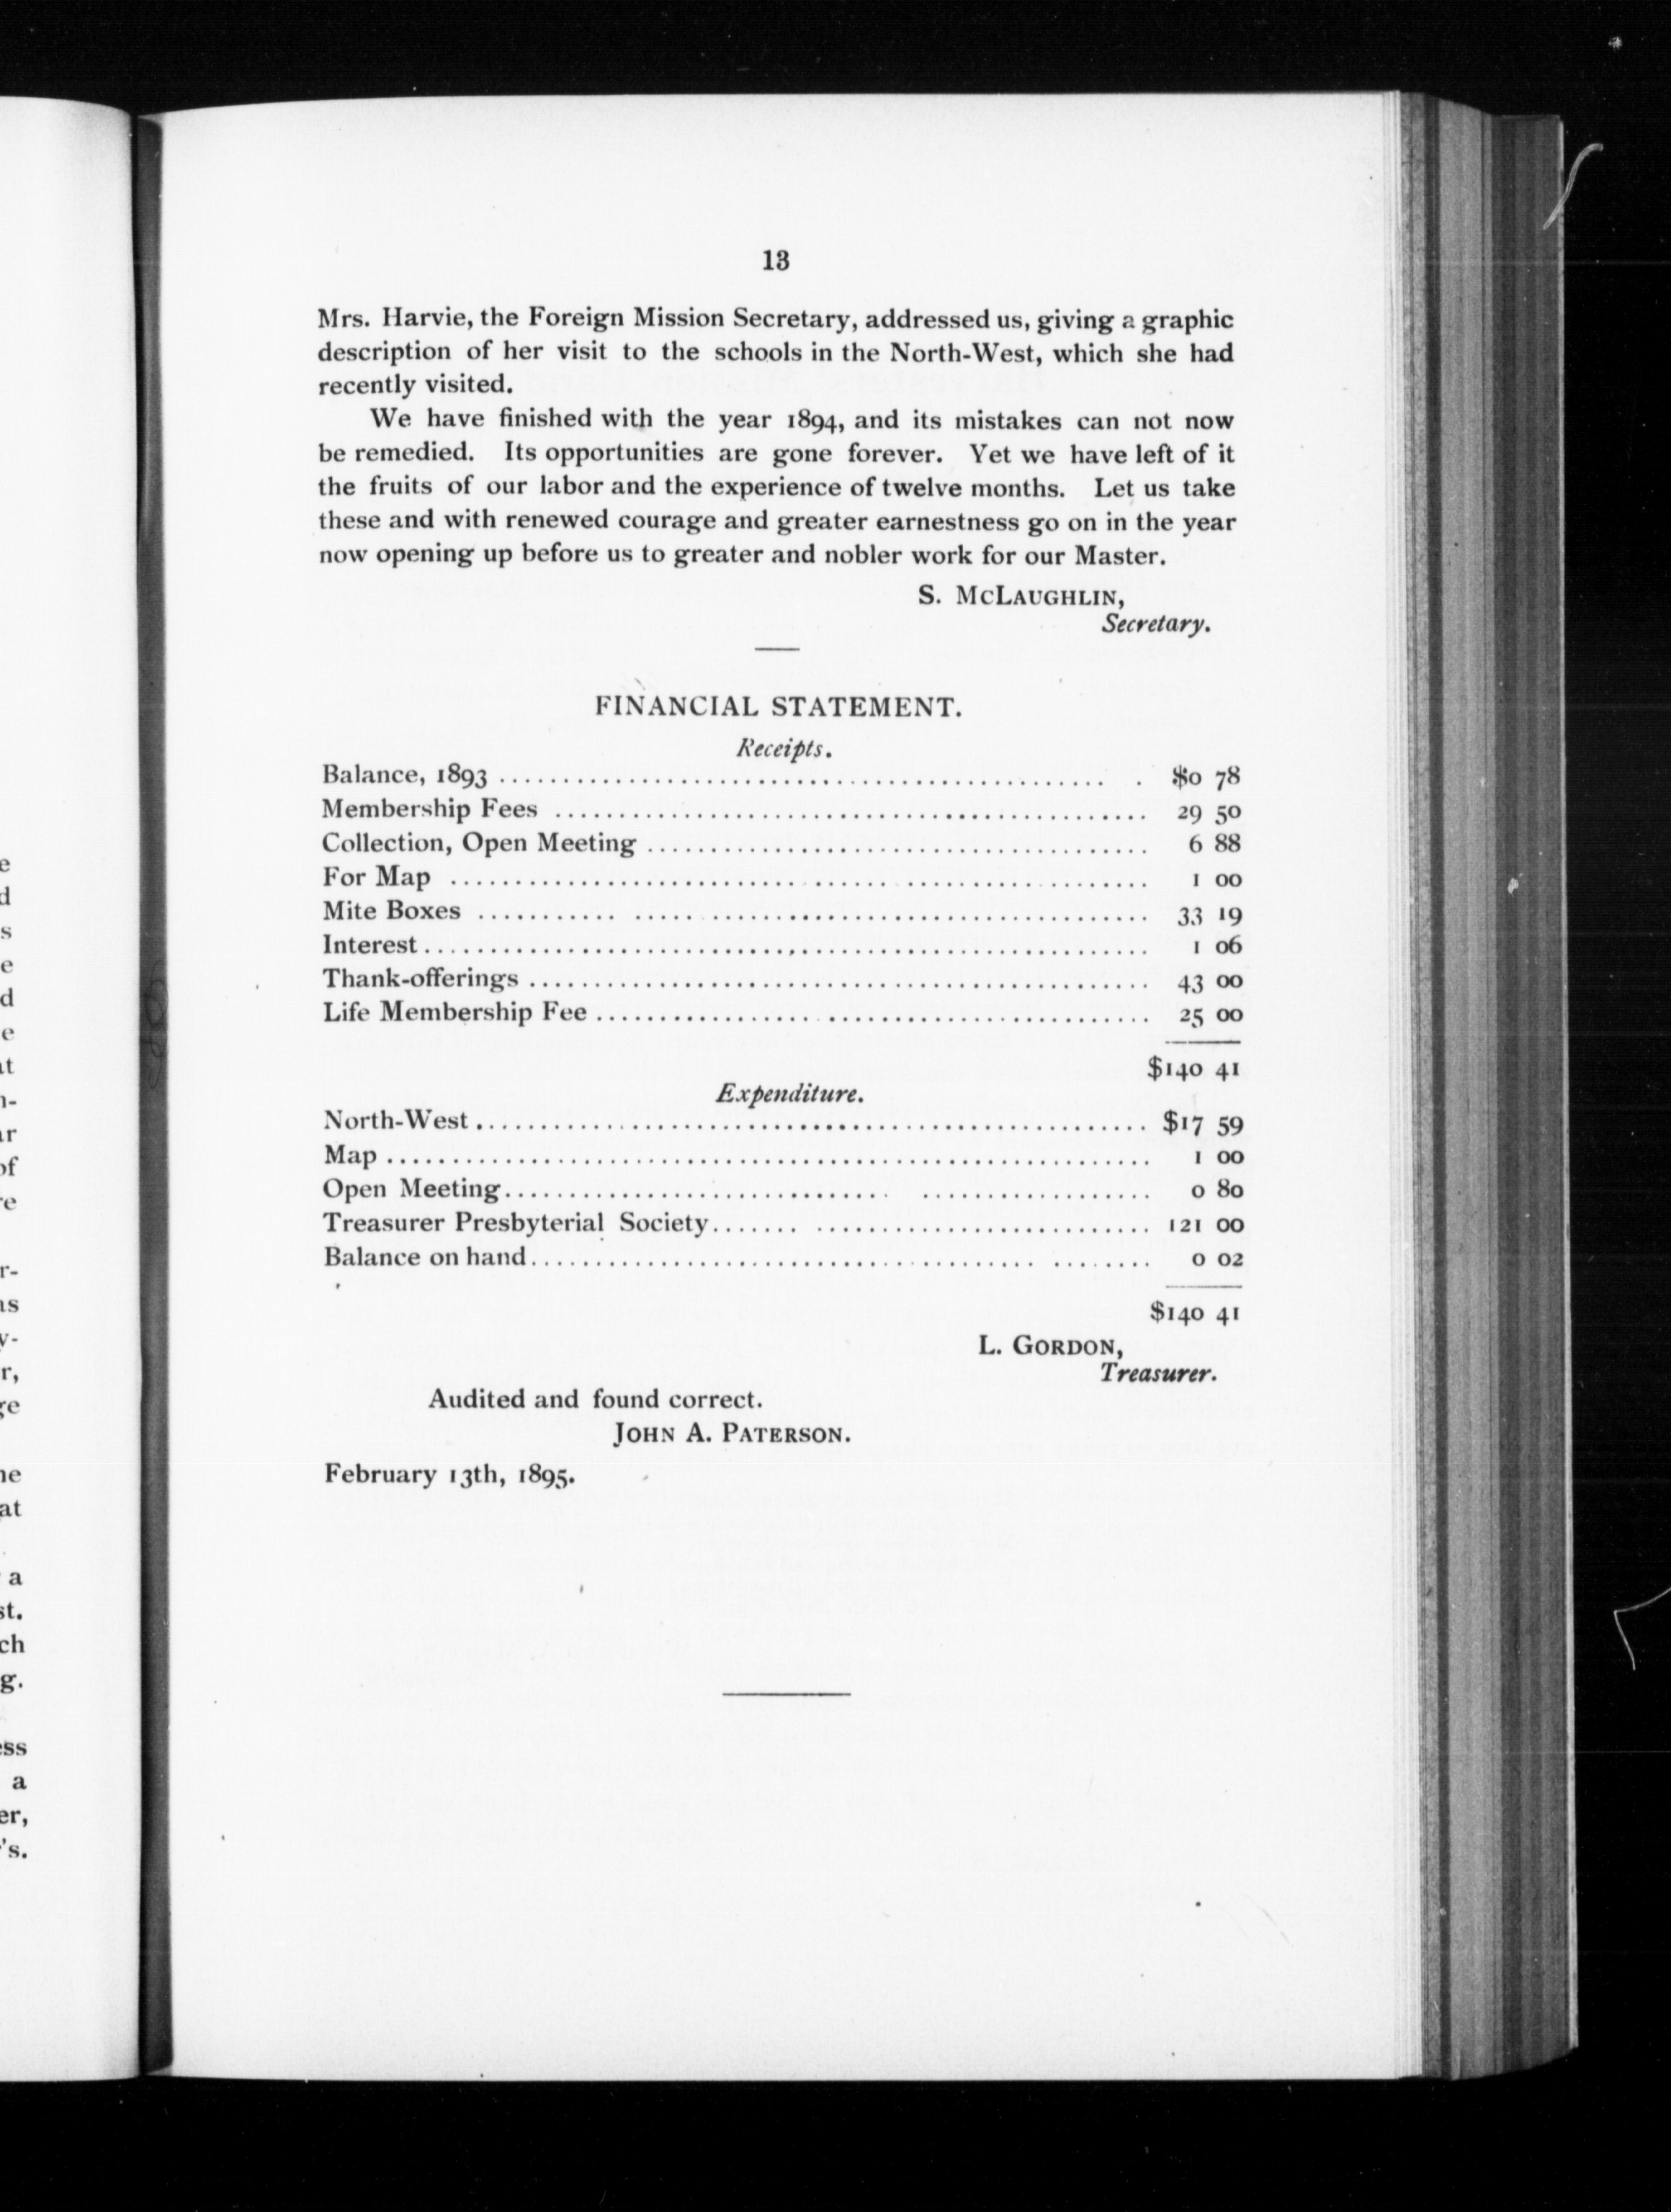 13
Mrs. Harvie, the Foreign Mission Secretary, addressed us, giving a graphic
description of her visit to the schools in the North-West, which she had
recently visited.
We have finished with the year 1894, and its mistakes can not now
be remedied. Its opportunities are gone forever. Yet we have left of it
the fruits of our labor and the experience of twelve months. Let us take
these and with renewed courage and greater earnestness go on in the year
now opening up before us to greater and nobler work for our Master.
S. McLAUGHLIN,
Secretary.
FINANCIAL STATEMENT.
Receipts.
Balance, 1893 ........ $0 78
Membership Fees ........ 29 50
Collection, Open Meeting ........ 6 88
For Map ........ 1 00
Mite Boxes ........ 33 19
Interest ........ 1 06
Thank-offerings ........ 43 00
Life Membership Fee ........ 25 00
$140 41
Expenditure.
North-West ........ $17 59
Map ........ 1 00
Open Meeting ........ 0 80
Treasurer Presbyterial Society ........ 121 00
Balance on hand ........ 0 02
$140 41
L. GORDON,
Treasurer.
Audited and found correct.
JOHN A. PATERSON.
February 13th, 1895.